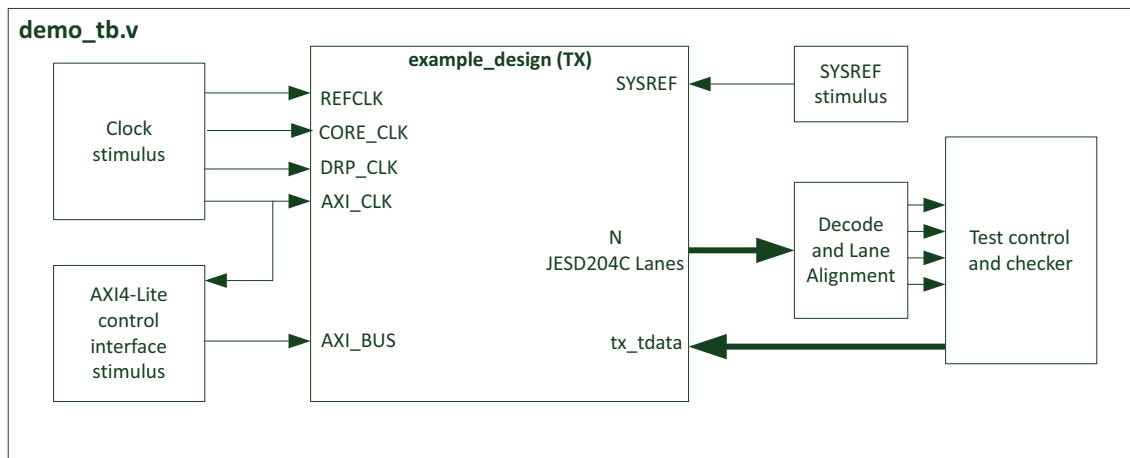 demo_tb.v
example_design (TX)
Clock
stimulus
REFCLK
CORE_CLK
DRP_CLK
AXI_CLK
SYSREF
SYSREF
stimulus
AXI4-Lite
control
interface
stimulus
AXI_BUS
N
JESD204C Lanes
tx_tdata
Decode
and Lane
Alignment
Test control
and checker